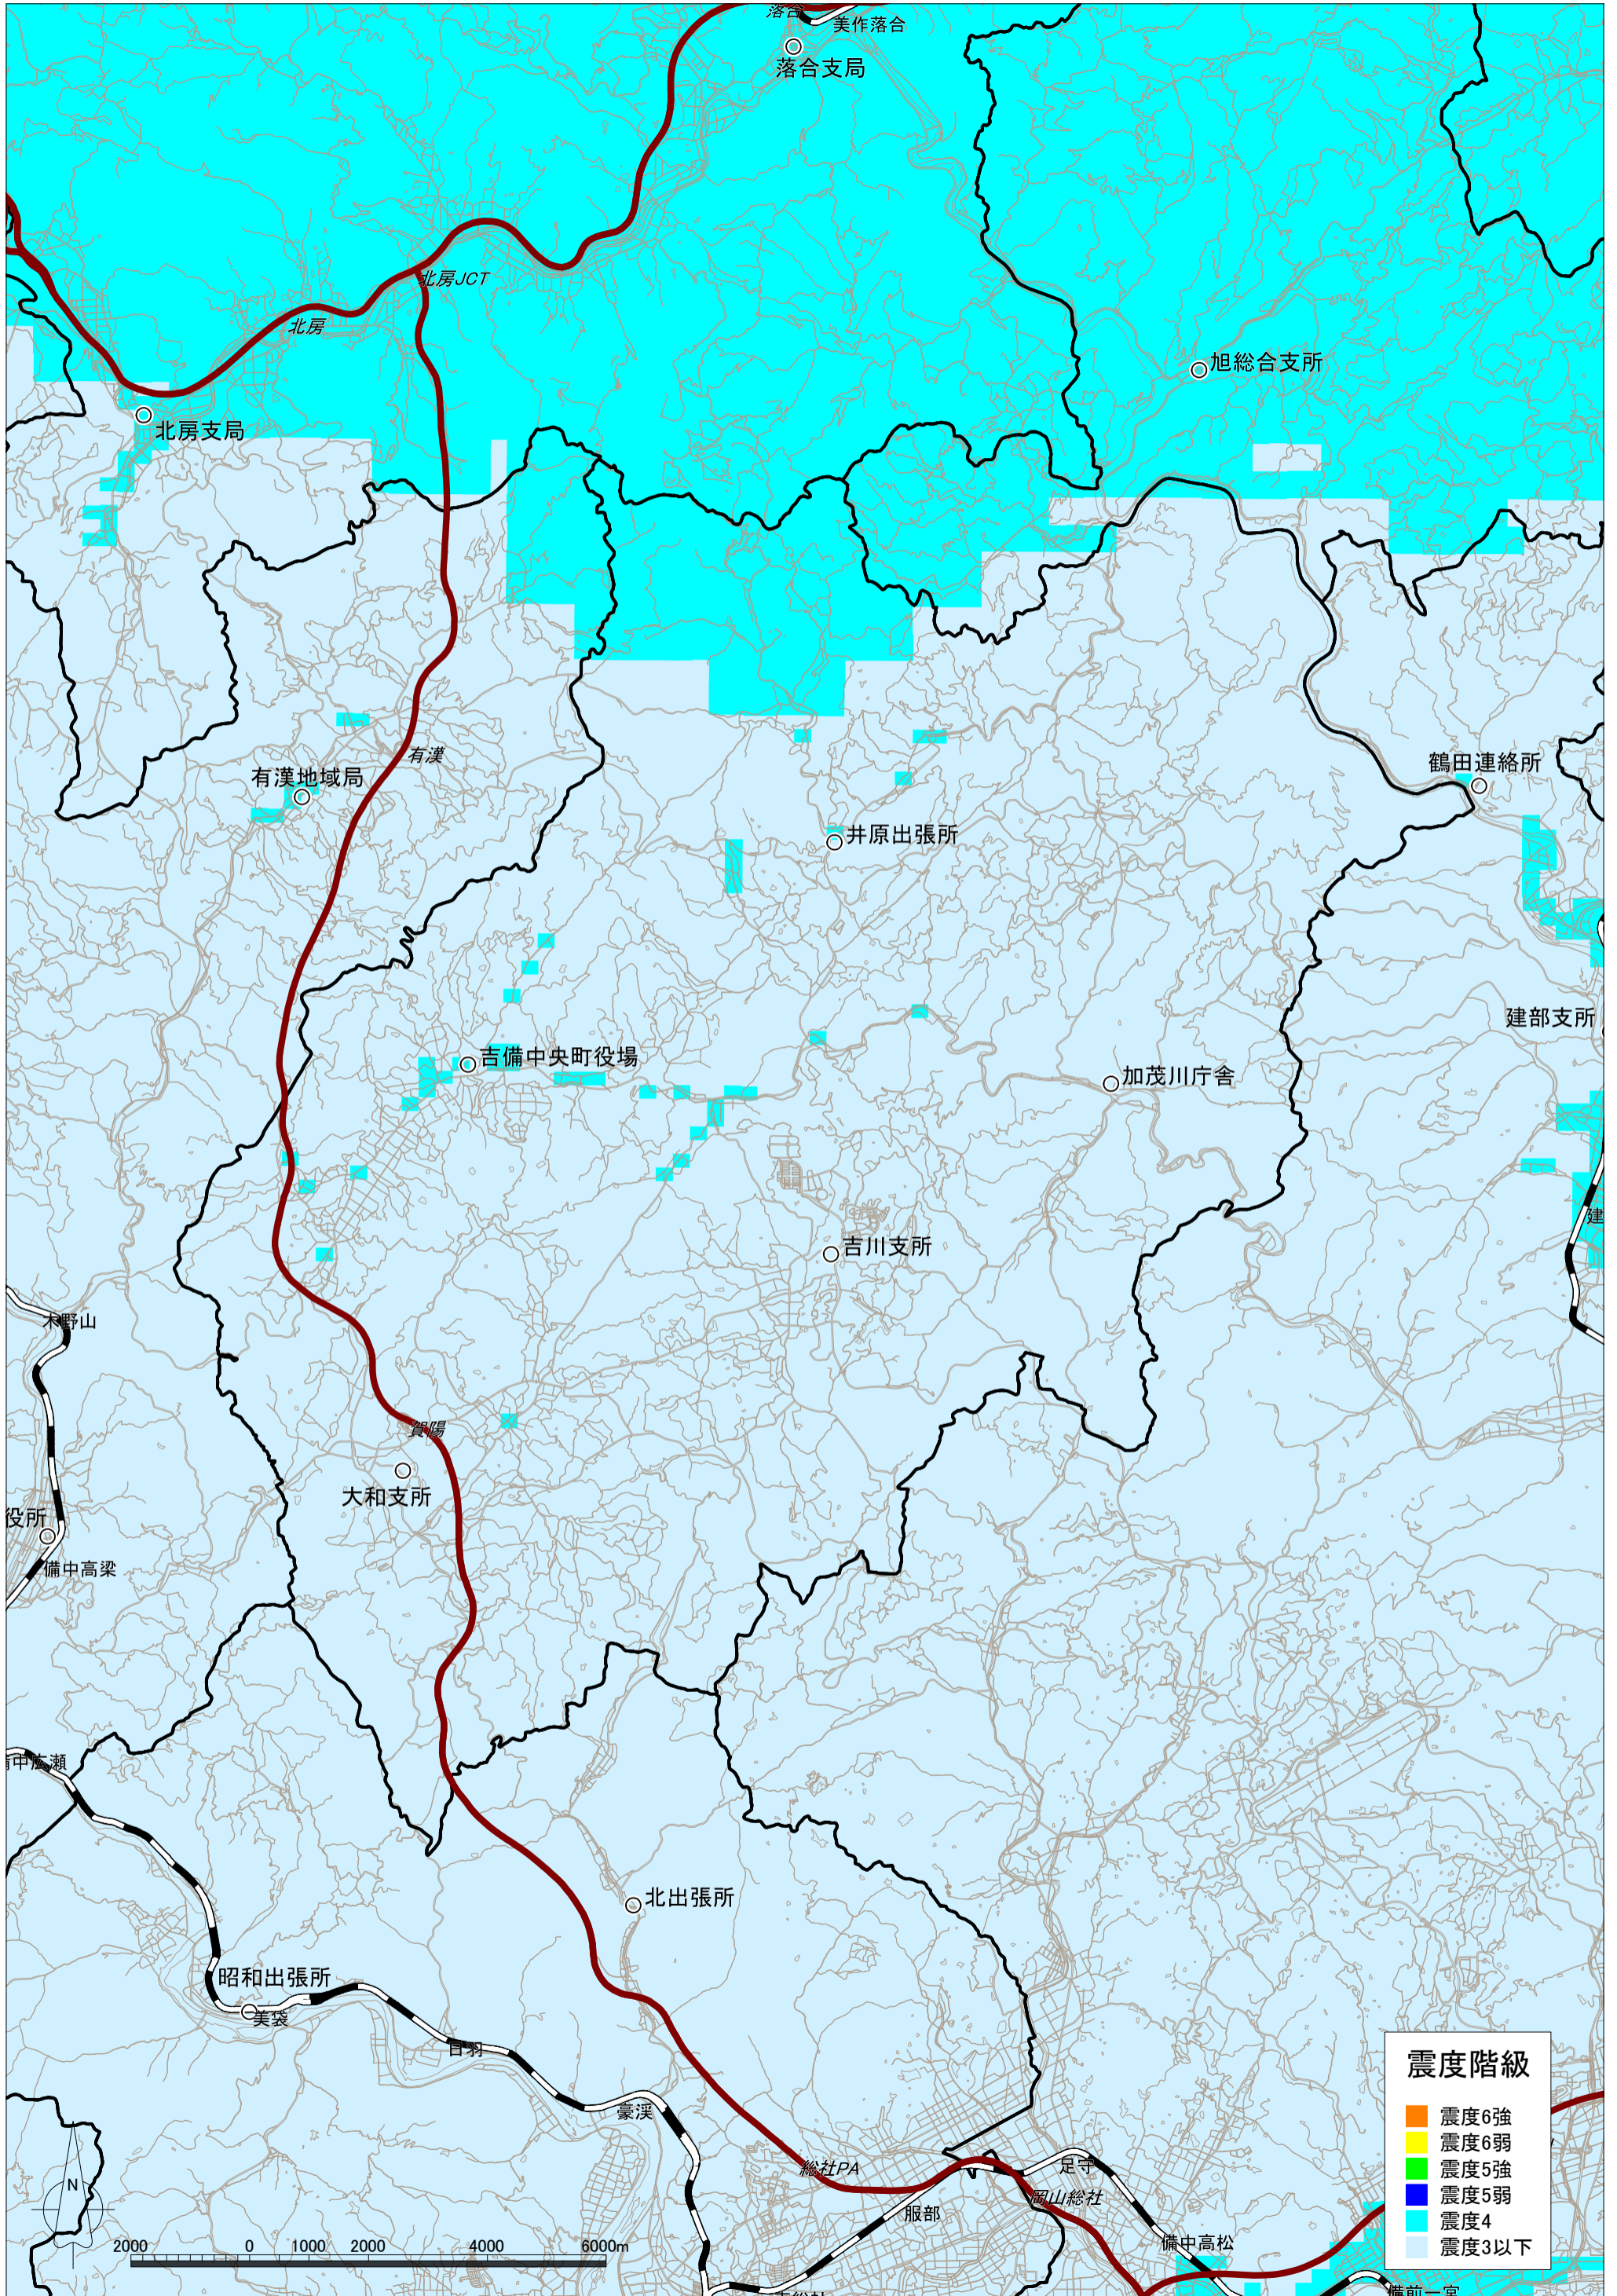 落合
美作落合
落合支局
北房JCT
北房
旭総合支所
北房支局
有漢
有漢地域局
鶴田連絡所
井原出張所
建部支所
吉備中央町役場
加茂川庁舎
建
吉川支所
木野山
賀陽
大和支所
役所
備中高梁
中広瀬
北出張所
昭和出張所
美袋
日羽
豪渓
総社PA
足守
岡山総社
服部
備中高松
備前一宮
震度階級
震度6強
震度6弱
震度5強
震度5弱
震度4
震度3以下
N
2000 0 1000 2000 4000 6000m